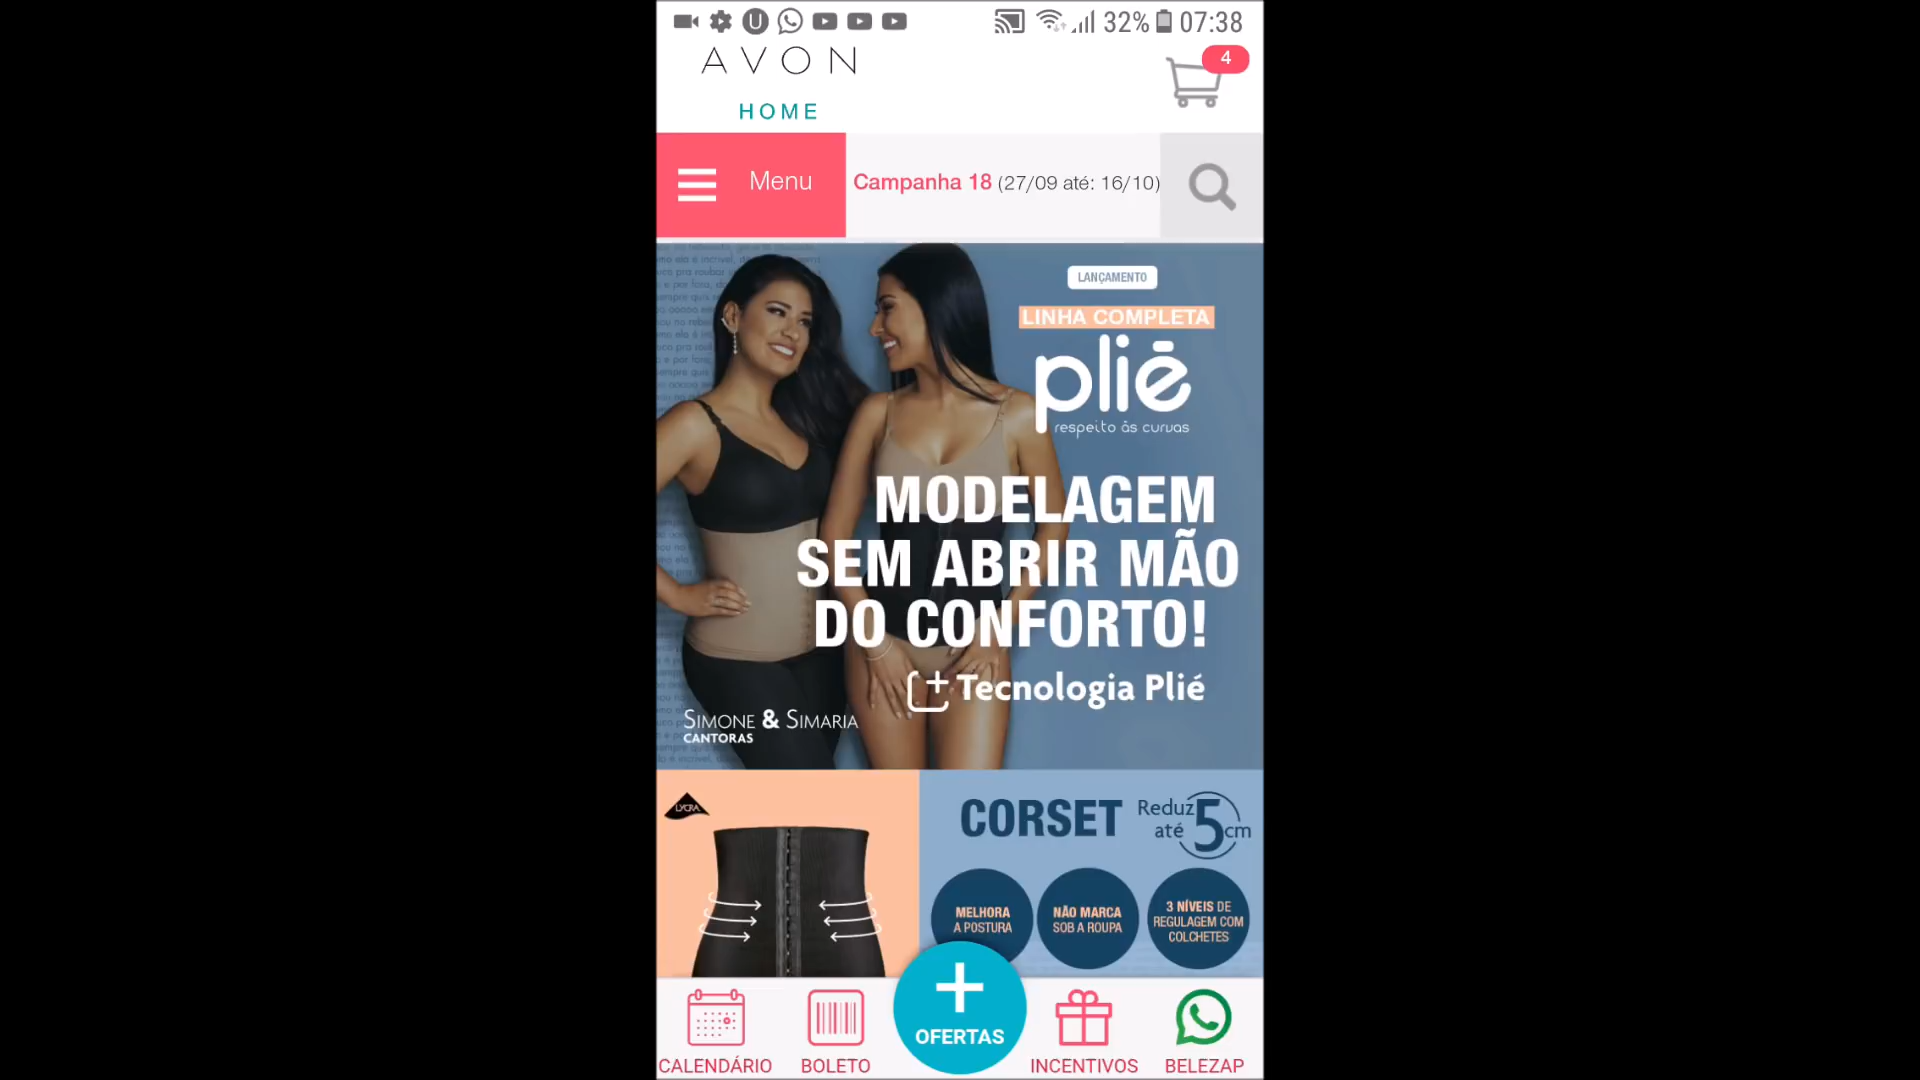 32% 07:38
AVON
4
HOME
Menu
Campanha 18 (27/09 até: 16/10)
LANÇAMENTO
LINHA COMPLETA
plié
respeito às curvas
MODELAGEM
SEM ABRIR MÃO
DO CONFORTO!
Tecnologia Plié
SIMONE & SIMARIA
CANTORAS
LYCRA
CORSET
Reduz
até 5cm
MELHORA
A POSTURA
NÃO MARCA
SOB A ROUPA
3 NÍVEIS DE
REGULAGEM COM
COLCHETES
OFERTAS
CALENDÁRIO
BOLETO
INCENTIVOS
BELEZAP